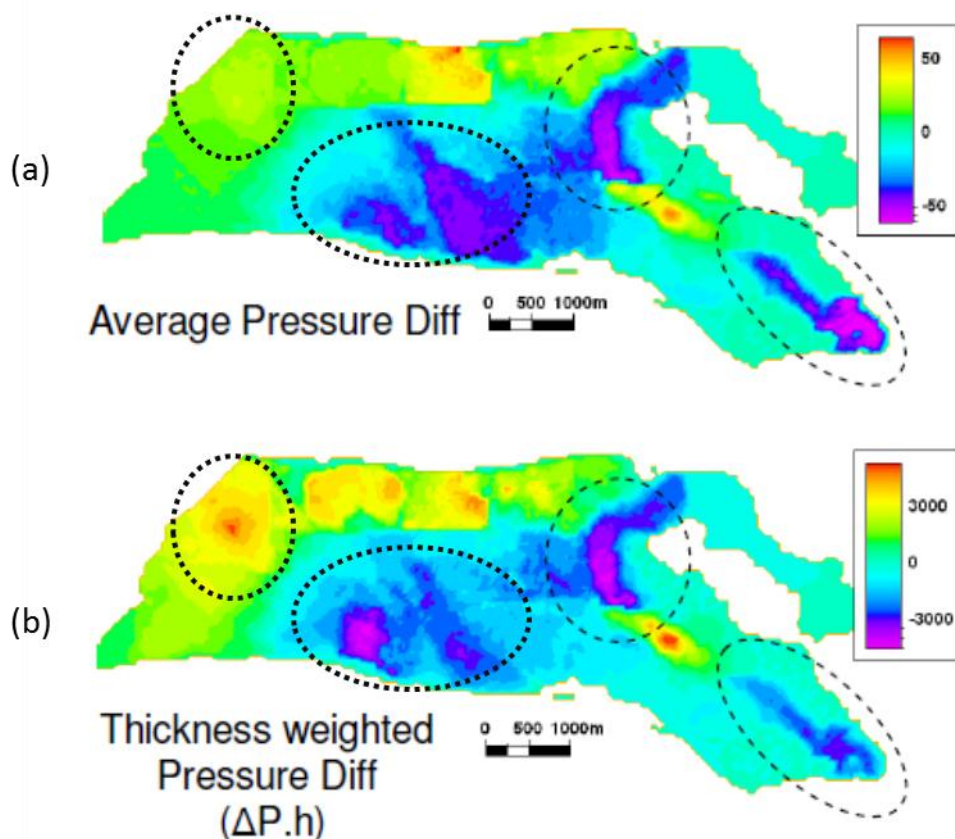 50
0
-50
(a)
Average Pressure Diff
0 500 1000m
3000
0
-3000
(b)
Thickness weighted
Pressure Diff
(ΔP.h)
0 500 1000m